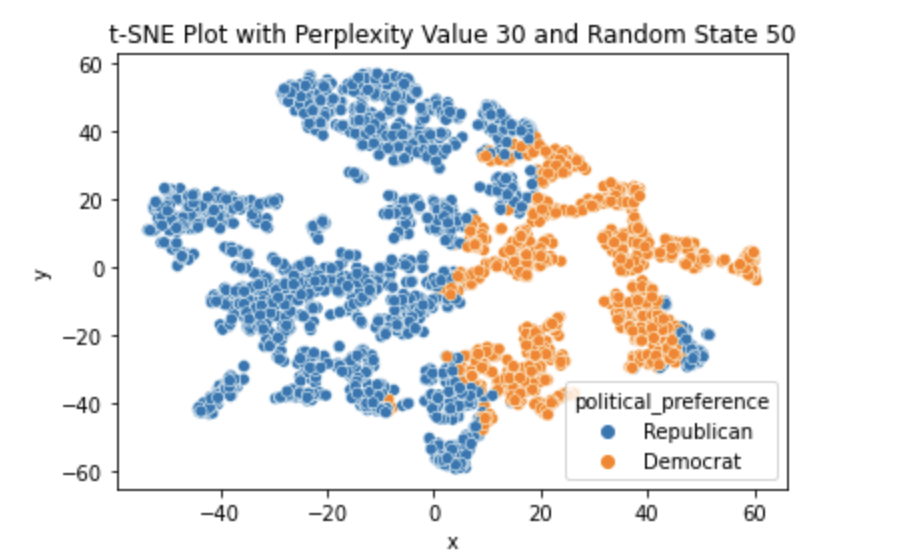 t-SNE Plot with Perplexity Value 30 and Random State 50
60
40
20
0
−20
−40
−60
y
−40 −20 0 20 40 60
x
political_preference
Republican
Democrat